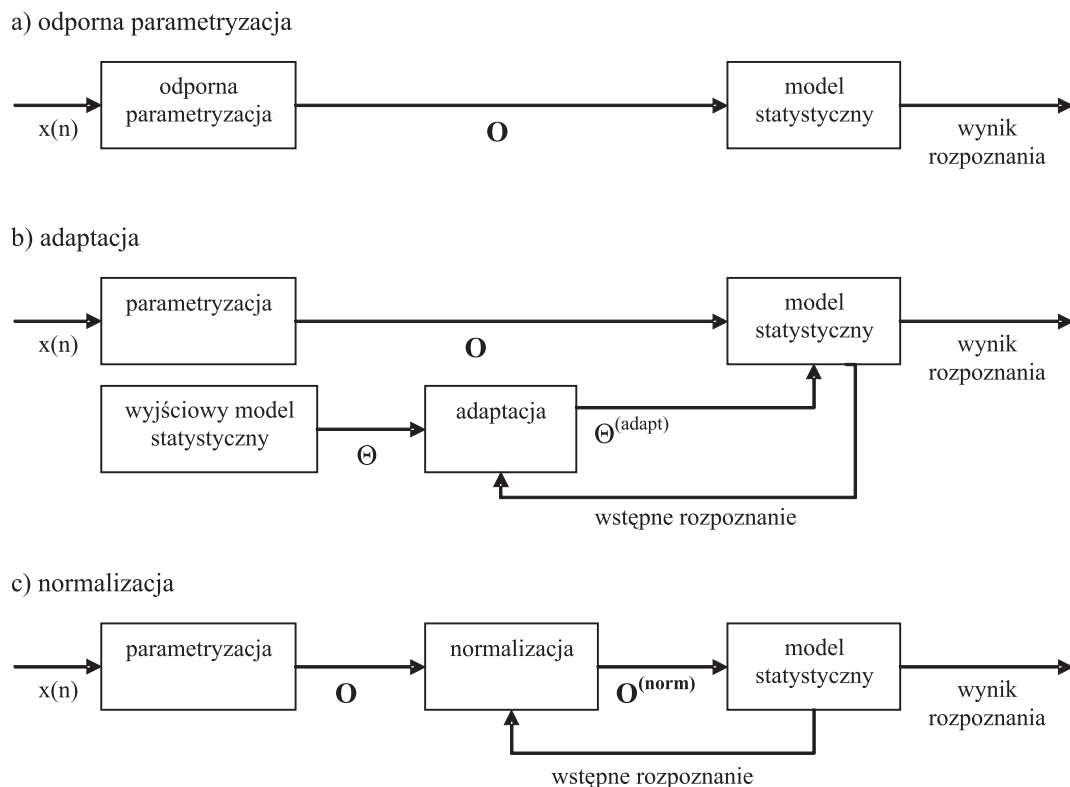 a) odporna parametryzacja
odporna
parametryzacja
model
statystyczny
x(n)
O
wynik
rozpoznania
b) adaptacja
parametryzacja
model
statystyczny
x(n)
O
wynik
rozpoznania
wyjściowy model
statystyczny
adaptacja
Θ
Θ(adapt)
wstępne rozpoznanie
c) normalizacja
parametryzacja
normalizacja
model
statystyczny
x(n)
O
O(norm)
wynik
rozpoznania
wstępne rozpoznanie